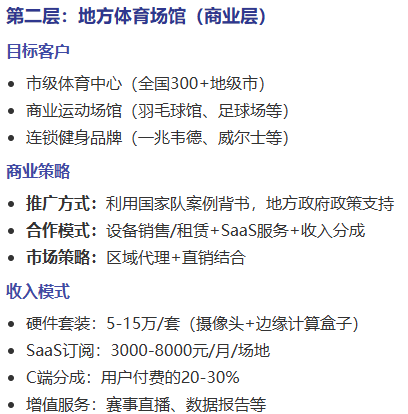 第二层：地方体育场馆（商业层）
目标客户
• 市级体育中心（全国300+地级市）
• 商业运动场馆（羽毛球馆、足球场等）
• 连锁健身品牌（一兆韦德、威尔士等）
商业策略
• 推广方式：利用国家队案例背书，地方政府政策支持
• 合作模式：设备销售/租赁+SaaS服务+收入分成
• 市场策略：区域代理+直销结合
收入模式
• 硬件套装：5-15万/套（摄像头+边缘计算盒子）
• SaaS订阅：3000-8000元/月/场地
• C端分成：用户付费的20-30%
• 增值服务：赛事直播、数据报告等